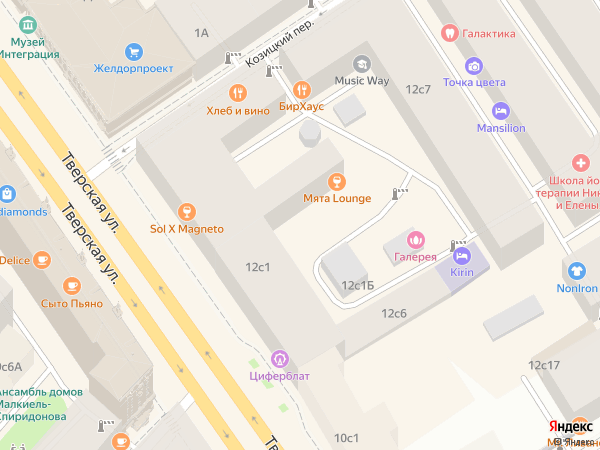 Музей
Интеграция
1А
Козицкий пер.
Галактика
Желдорпроект
Music Way
12с7
Точка цвета
Хлеб и вино
БирХаус
Mansilion
Тверская ул.
Мята Lounge
Школа йо
терапии Ник
и Елены
diamonds
Тверская ул.
Sol X Magneto
Delice
Галерея
12с1
Kirin
12с1Б
NonIron
Сыто Пьяно
12с6
Циферблат
12с17
Ансамбль домов
Малкиель-
Спиридонова
10с1
Яндекс
© Яндекс